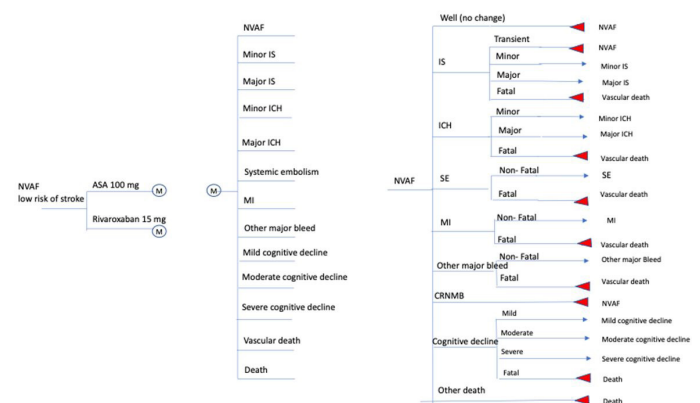 NVAF
low risk of stroke
ASA 100 mg
M
Rivaroxaban 15 mg
M
M
NVAF
Minor IS
Major IS
Minor ICH
Major ICH
Systemic embolism
MI
Other major bleed
Mild cognitive decline
Moderate cognitive decline
Severe cognitive decline
Vascular death
Death
NVAF
Well (no change)
NVAF
IS
Transient
NVAF
Minor
Minor IS
Major
Major IS
Fatal
Vascular death
ICH
Minor
Minor ICH
Major
Major ICH
Fatal
Vascular death
SE
Non- Fatal
SE
Fatal
Vascular death
MI
Non- Fatal
MI
Fatal
Vascular death
Other major bleed
Non- Fatal
Other major Bleed
Fatal
Vascular death
CRNMB
NVAF
Cognitive decline
Mild
Mild cognitive decline
Moderate
Moderate cognitive decline
Severe
Severe cognitive decline
Fatal
Death
Other death
Death